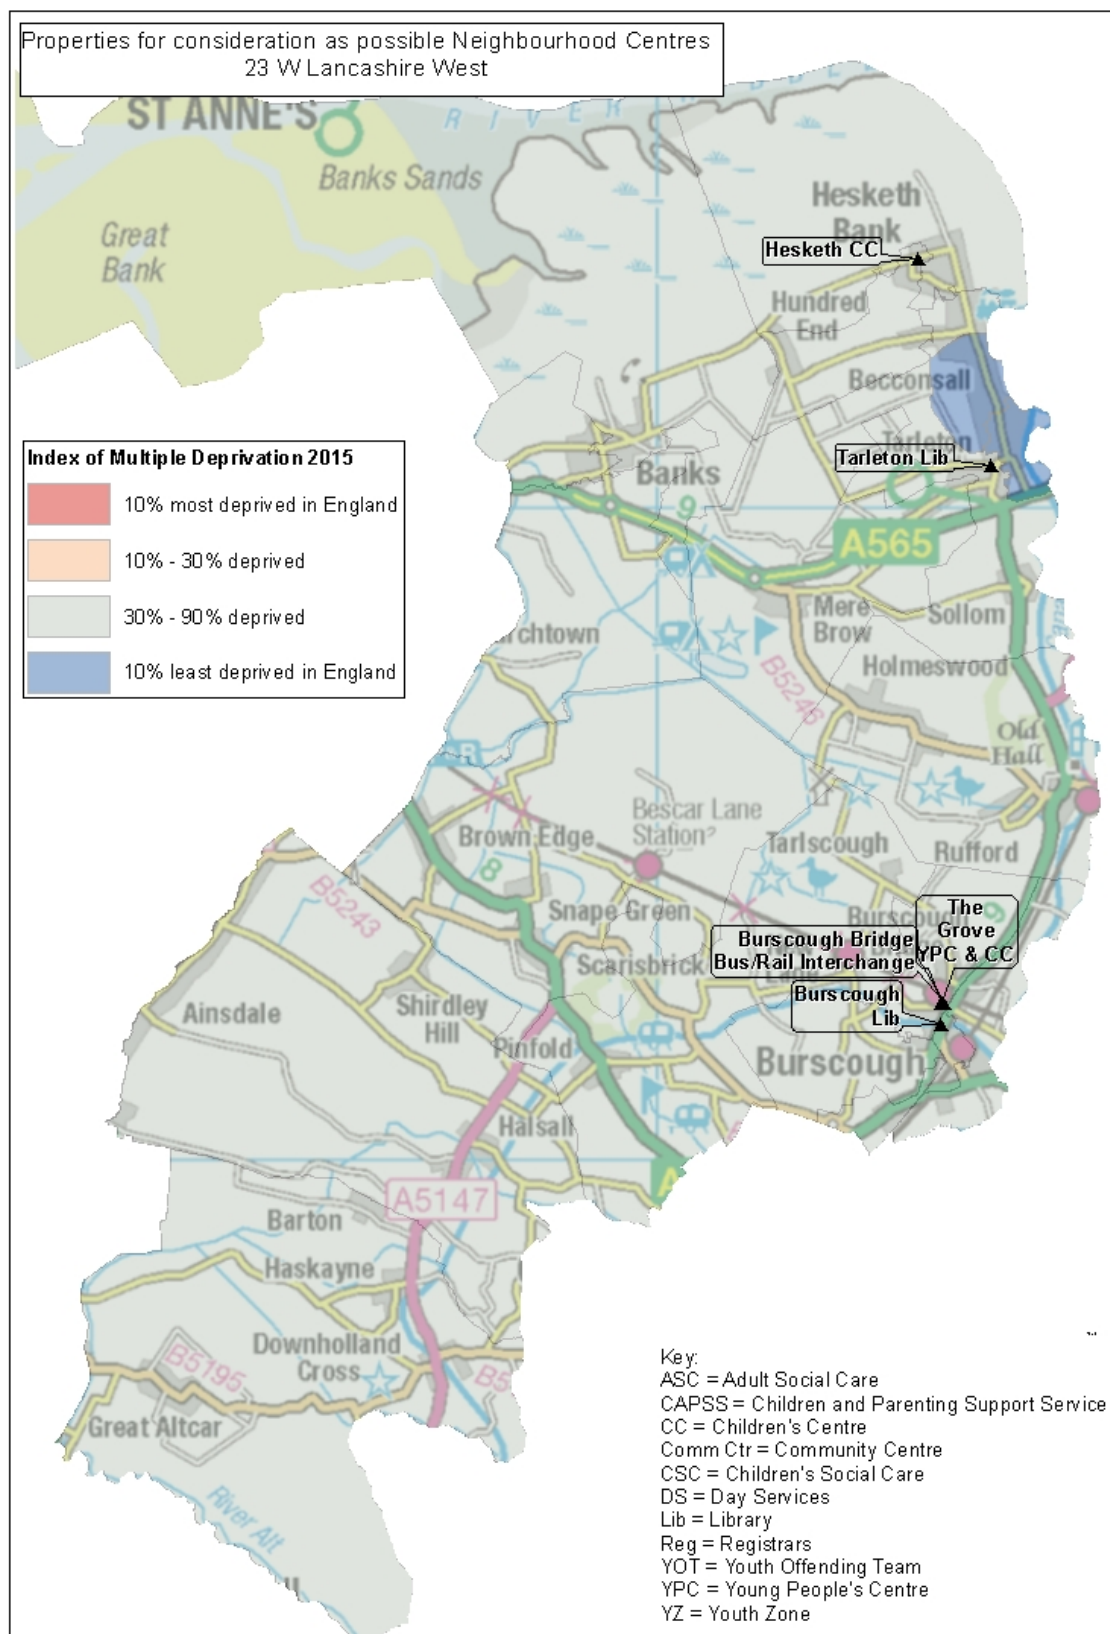 Properties for consideration as possible Neighbourhood Centres
23 W Lancashire West
ST ANNE'S
RIVER
Banks Sands
Great
Bank
Hesketh
Bank
Hesketh CC
Hundred
End
Becconsall
Tarleton
Tarleton Lib
Index of Multiple Deprivation 2015
10% most deprived in England
10% - 30% deprived
30% - 90% deprived
10% least deprived in England
Banks
9
A565
Mere
Brow
Sollom
Holmeswood
B5246
Old
Hall
Bescar Lane
Station
Brown Edge
8
Tarlscough
Rufford
B5243
Snape Green
Scarisbrick
Burscough
The
Grove
YPC & CC
9
Burscough Bridge
Bus/Rail Interchange
Burscough
Lib
Ainsdale
Shirdley
Hill
Pinfold
Burscough
Halsall
A5147
Barton
Haskayne
Downholland
Cross
B5195
B5
Great Altcar
River Alt
Key:
ASC = Adult Social Care
CAPSS = Children and Parenting Support Service
CC = Children's Centre
Comm Ctr = Community Centre
CSC = Children's Social Care
DS = Day Services
Lib = Library
Reg = Registrars
YOT = Youth Offending Team
YPC = Young People's Centre
YZ = Youth Zone